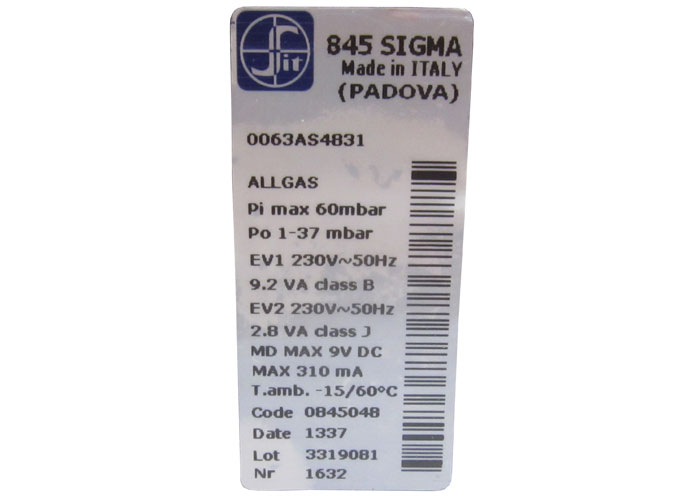 Sit
845 SIGMA
Made in ITALY
(PADOVA)
0063AS4831
ALLGAS
Pi max 60mbar
Po 1-37 mbar
EV1 230V~50Hz
9.2 VA class B
EV2 230V~50Hz
2.8 VA class J
MD MAX 9V DC
MAX 310 mA
T.amb. -15/60°C
Code 0845048
Date 1337
Lot 3319081
Nr 1632